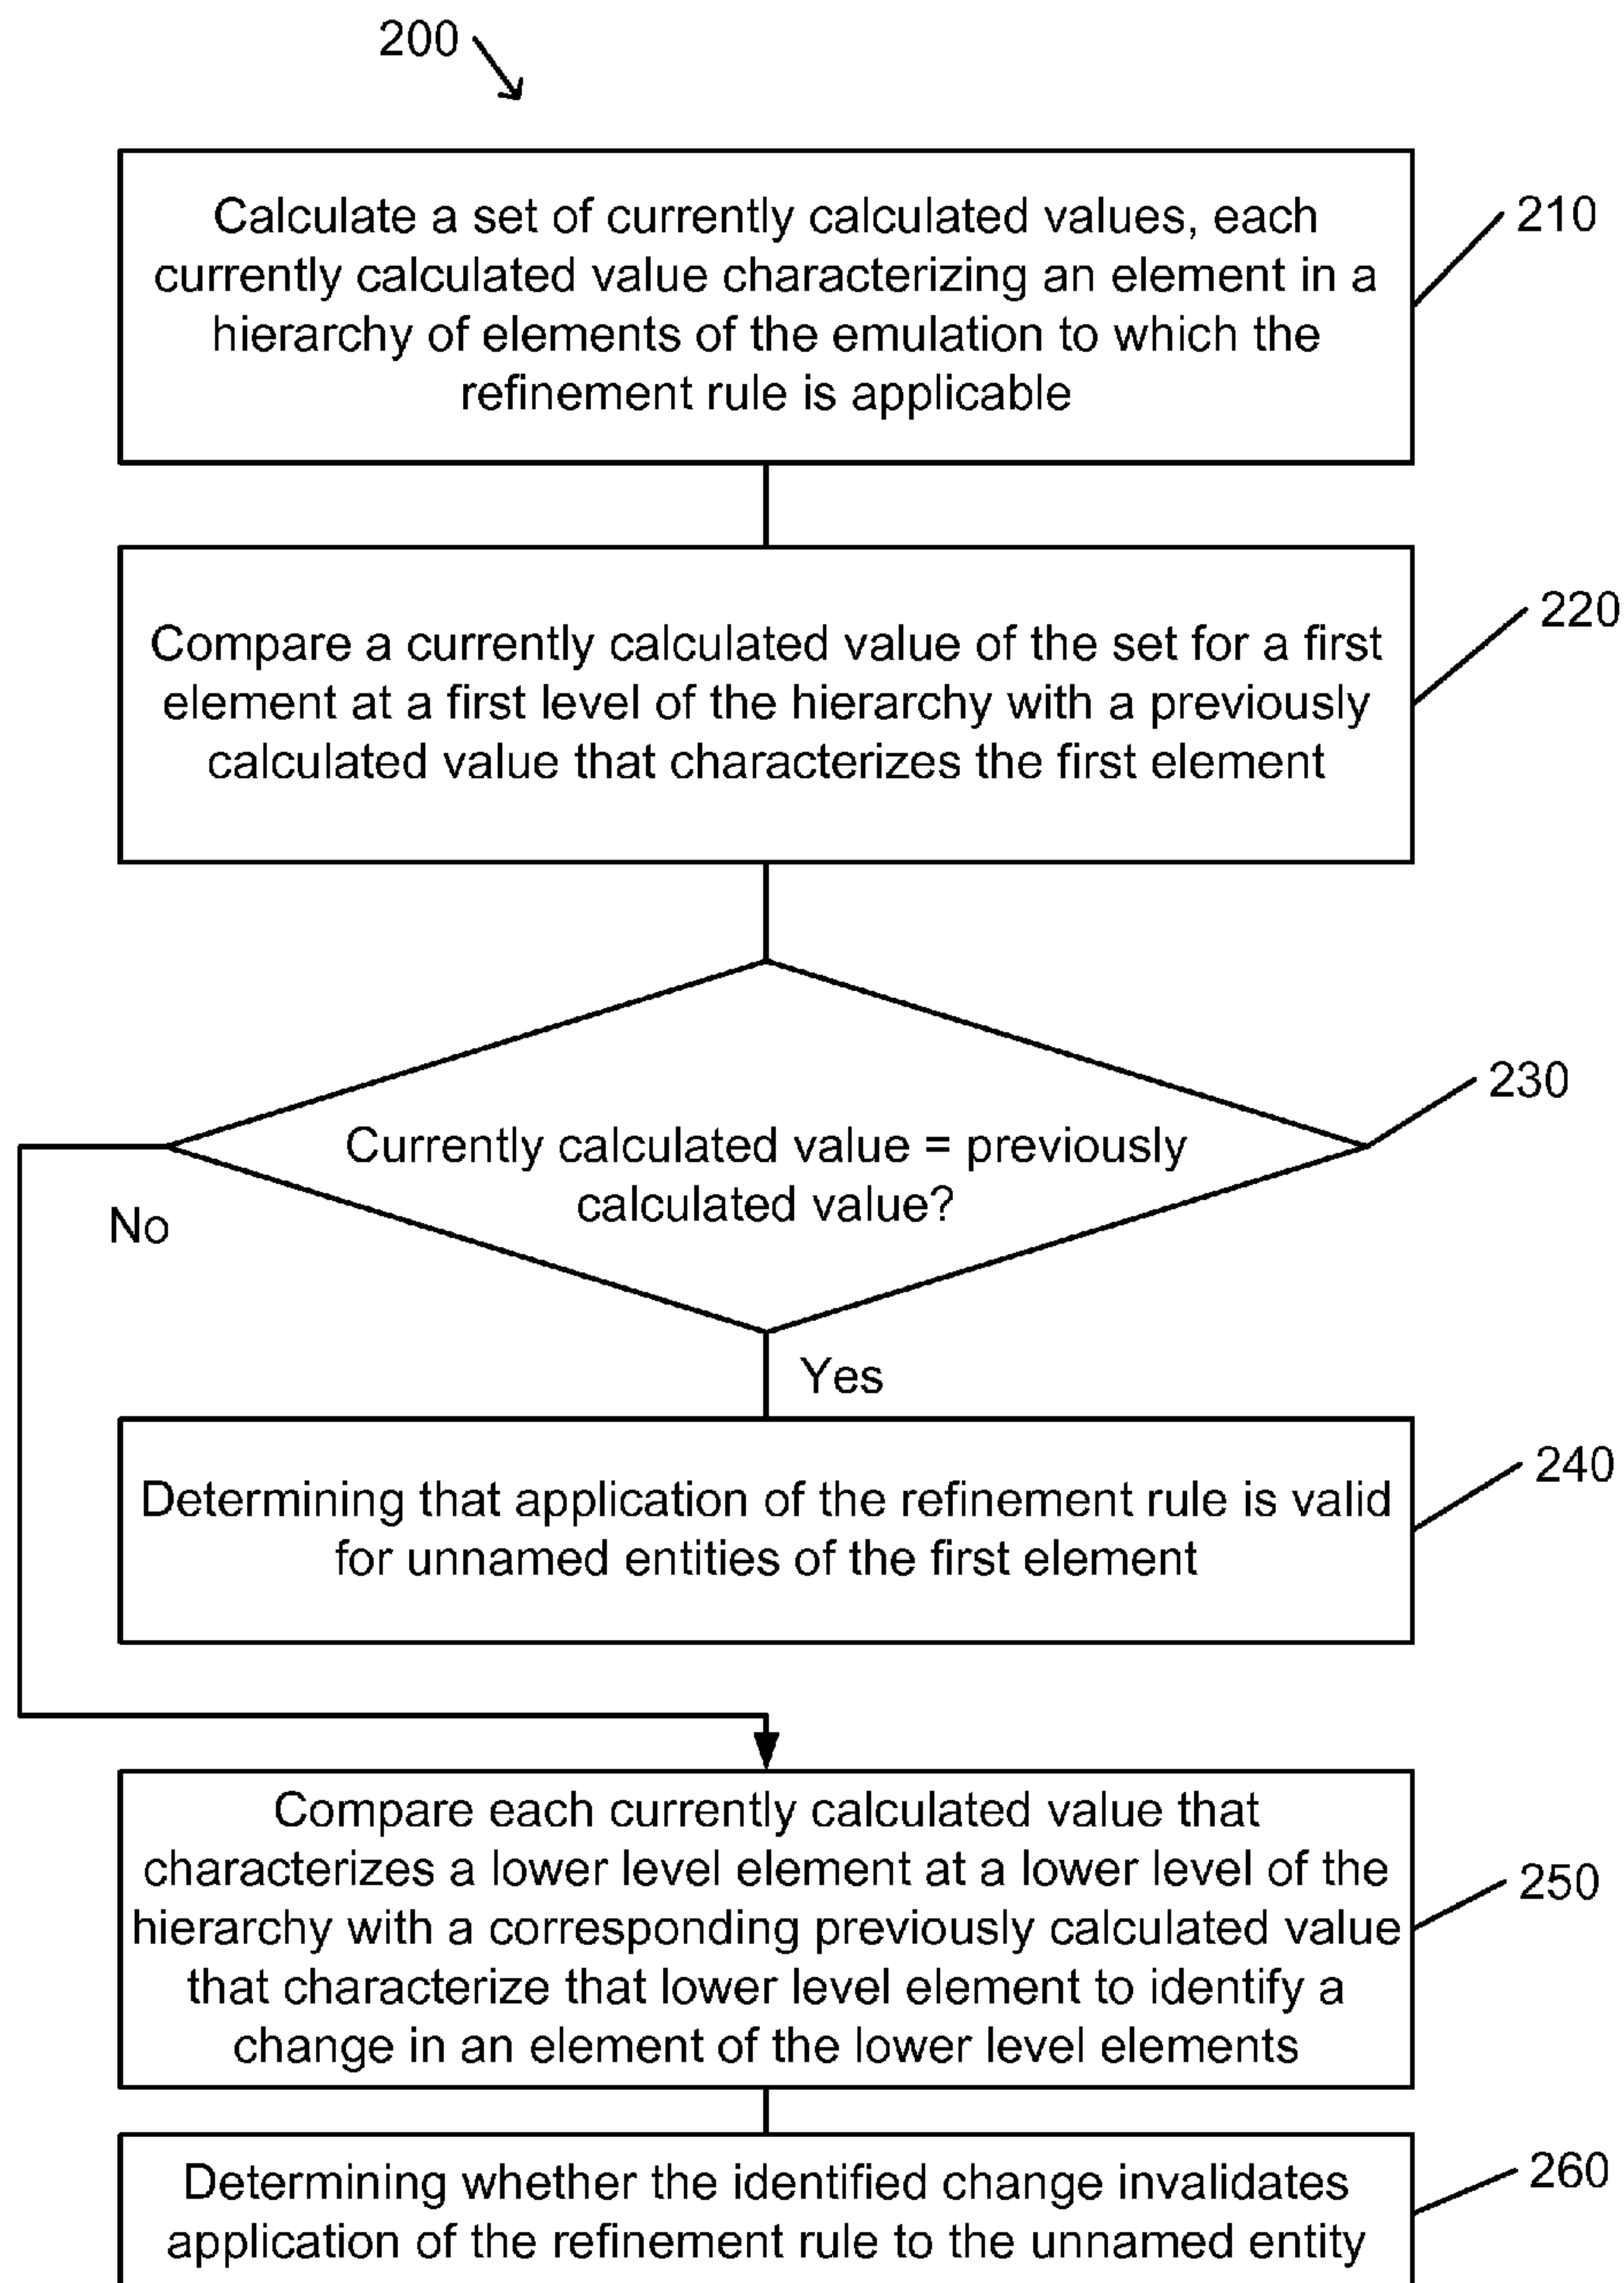 200
Calculate a set of currently calculated values, each
currently calculated value characterizing an element in a
hierarchy of elements of the emulation to which the
refinement rule is applicable
210
Compare a currently calculated value of the set for a first
element at a first level of the hierarchy with a previously
calculated value that characterizes the first element
220
Currently calculated value = previously
calculated value?
230
No
Yes
Determining that application of the refinement rule is valid
for unnamed entities of the first element
240
Compare each currently calculated value that
characterizes a lower level element at a lower level of the
hierarchy with a corresponding previously calculated value
that characterize that lower level element to identify a
change in an element of the lower level elements
250
Determining whether the identified change invalidates
application of the refinement rule to the unnamed entity
260